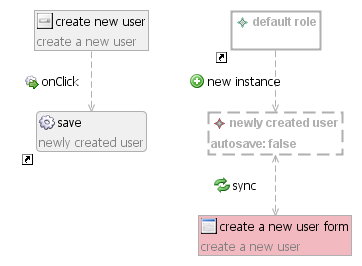 create new user
create a new user
onClick
save
newly created user
default role
new instance
newly created user
autosave: false
sync
create a new user form
create a new user